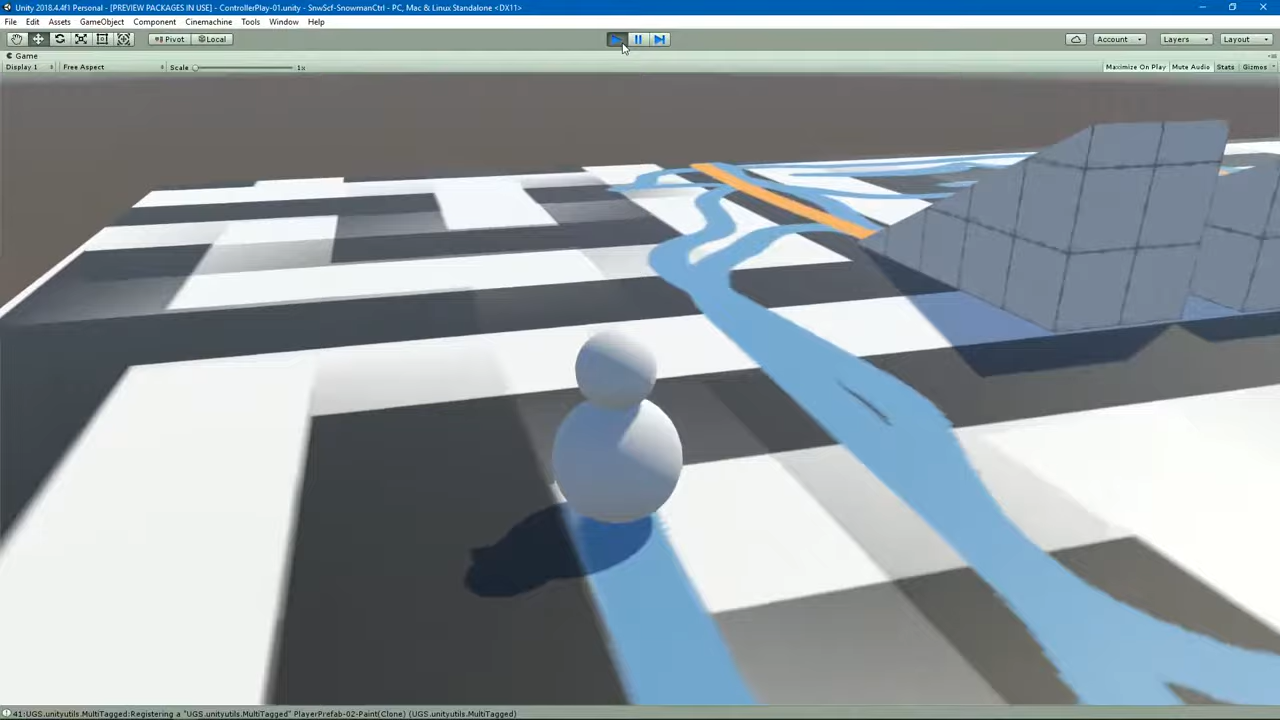 Unity 2018.4.4f1 Personal - [PREVIEW PACKAGES IN USE] - ControllerPlay-01.unity - SnwScf-SnowmanCtrl - PC, Mac & Linux Standalone <DX11>
File Edit Assets GameObject Component Cinemachine Tools Window Help
Pivot Local Account Layers Layout
Game
Display 1 Free Aspect Scale 1x Maximize On Play Mute Audio Stats Gizmos
41:UGS.unityutils.MultiTagged:Registering a "UGS.unityutils.MultiTagged" PlayerPrefab-02-Paint(Clone) (UGS.unityutils.MultiTagged)